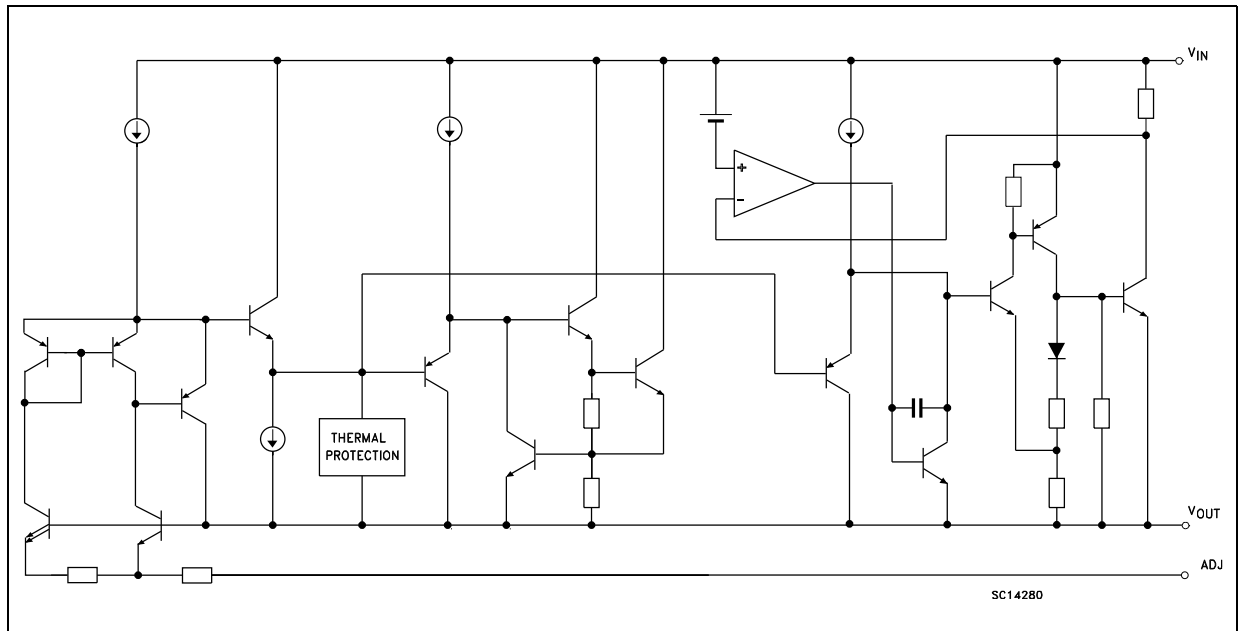 VIN
+
-
THERMAL
PROTECTION
VOUT
ADJ
SC14280